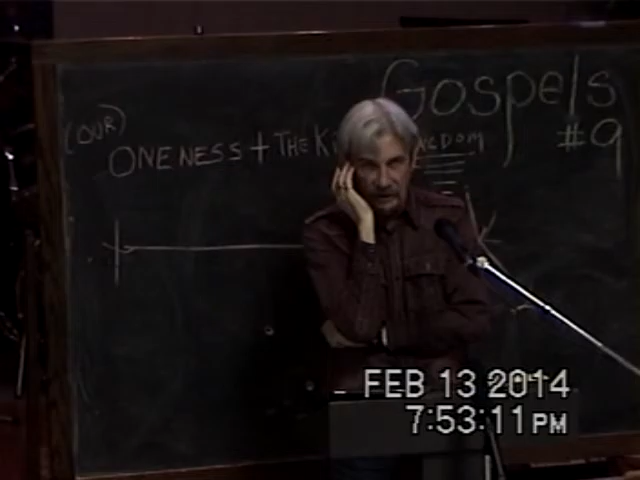 Gospels
#9
(OUR)
ONENESS + THE
FEB 13 2014
7:53:11 PM